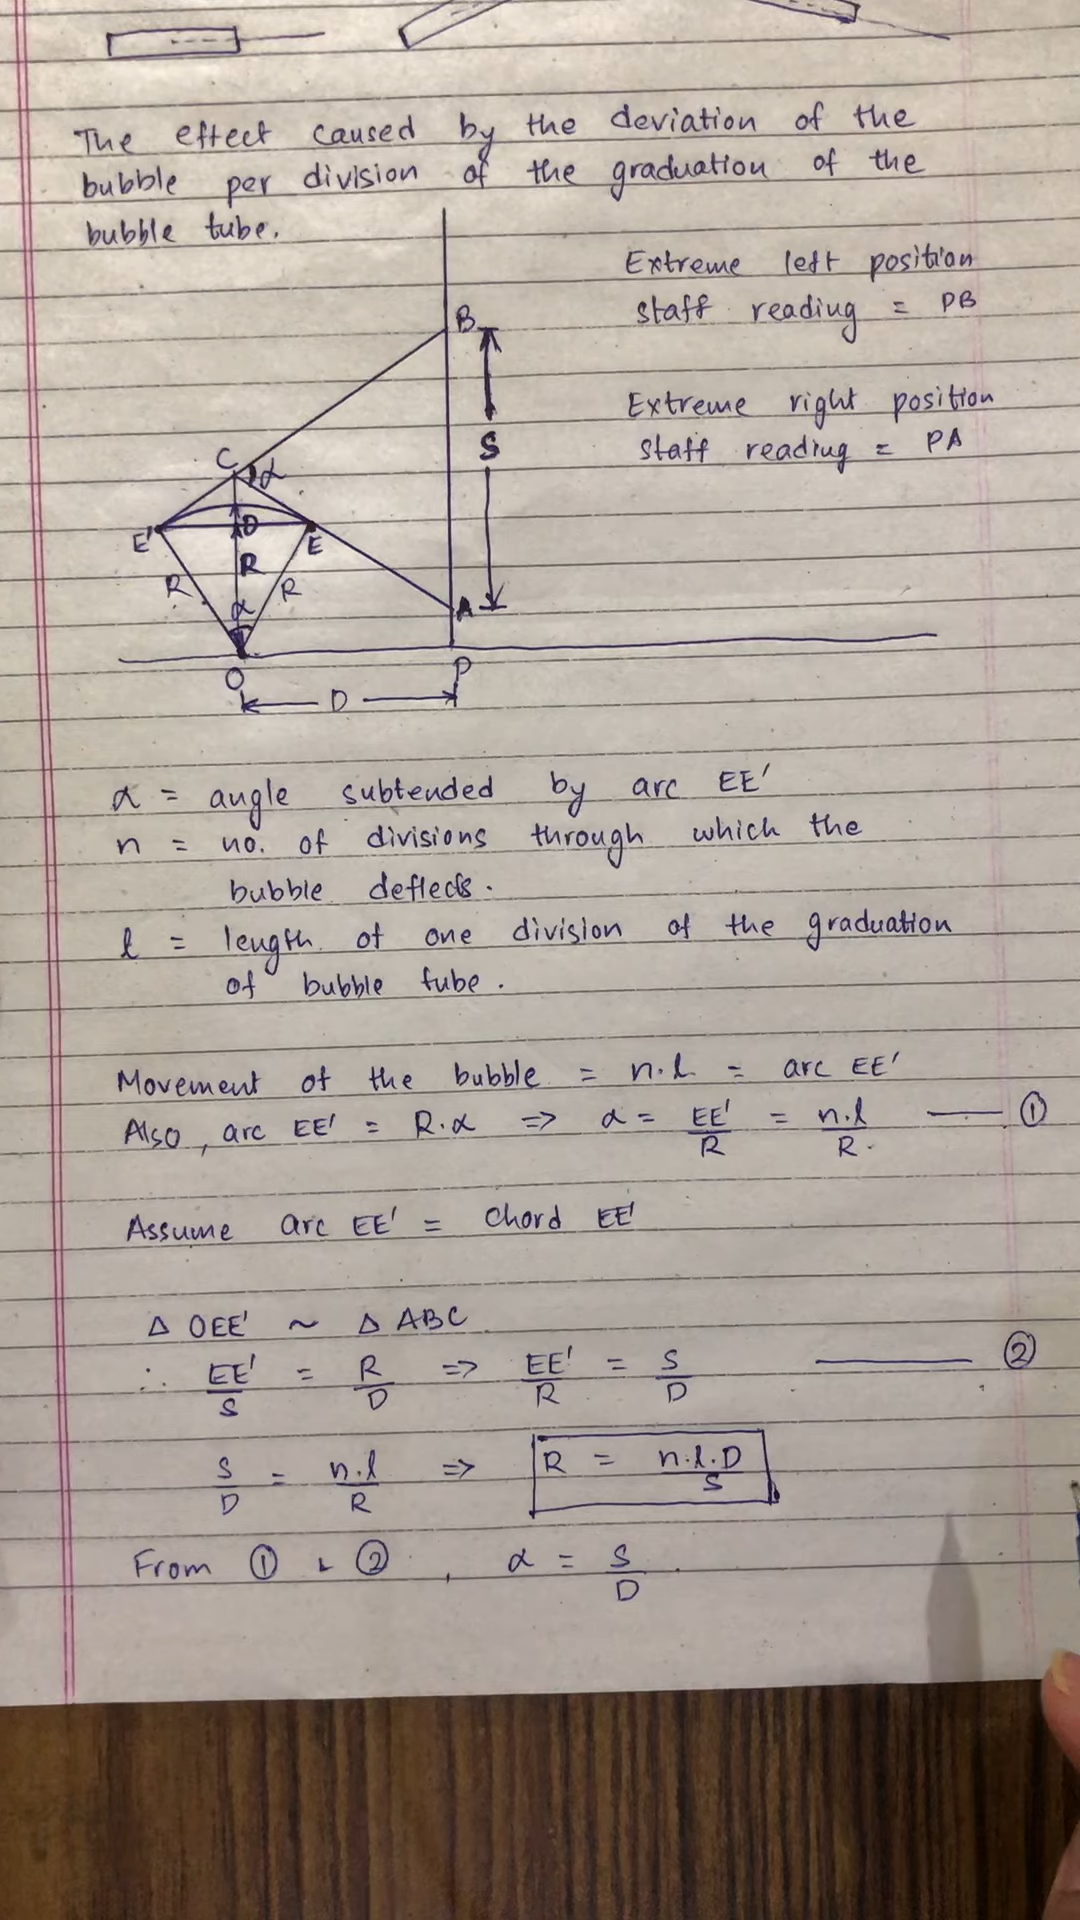 The effect caused by the deviation of the
bubble per division of the graduation of the
bubble tube.
Extreme left position
staff reading = PB
Extreme right position
staff reading = PA
B
S
C α
E' D E
R R R
α
A
O P
D
α = angle subtended by arc EE'
n = no. of divisions through which the
bubble deflects.
l = length of one division of the graduation
of bubble tube.
Movement of the bubble = n.l = arc EE'
Also, arc EE' = R.α => α = EE'/R = n.l/R. — ①
Assume arc EE' = chord EE'
Δ OEE' ~ Δ ABC
∴ EE'/S = R/D => EE'/R = S/D — ②
S/D = n.l/R => R = n.l.D/S
From ① & ②, α = S/D.